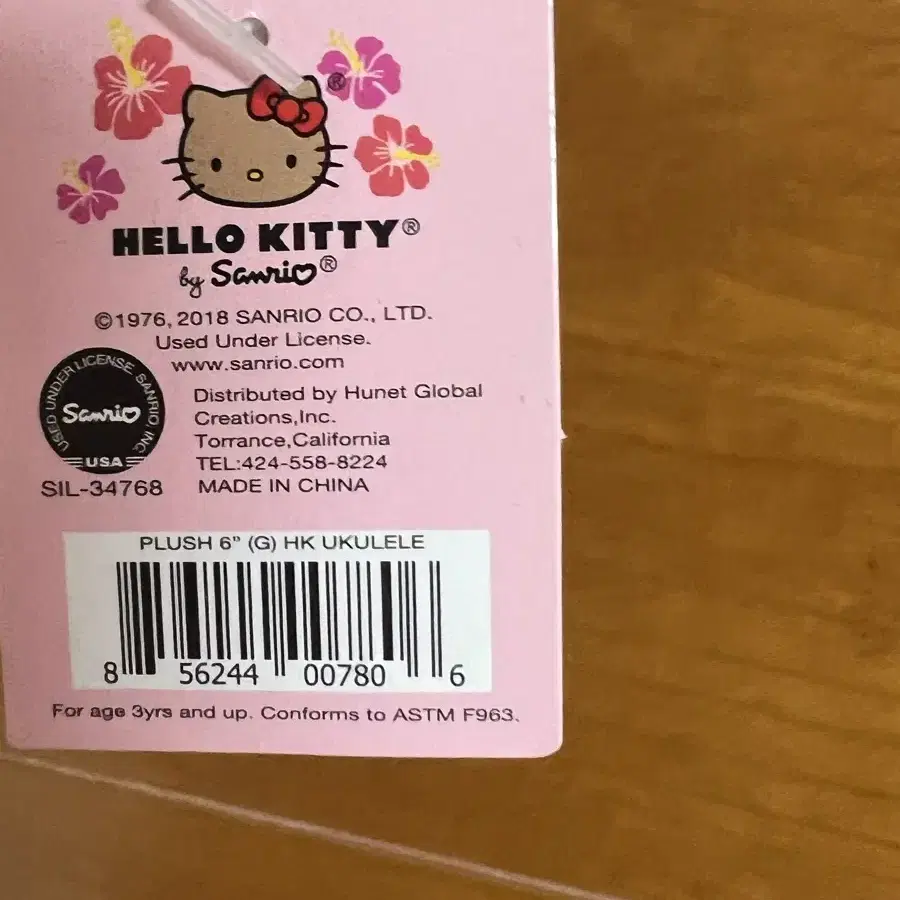 HELLO KITTY®
by Sanrio®
©1976, 2018 SANRIO CO., LTD.
Used Under License.
www.sanrio.com
USED UNDER LICENSE SANRIO, INC.
Sanrio
USA
SIL-34768
Distributed by Hunet Global
Creations,Inc.
Torrance,California
TEL:424-558-8224
MADE IN CHINA
PLUSH 6” (G) HK UKULELE
8 56244 00780 6
For age 3yrs and up. Conforms to ASTM F963.